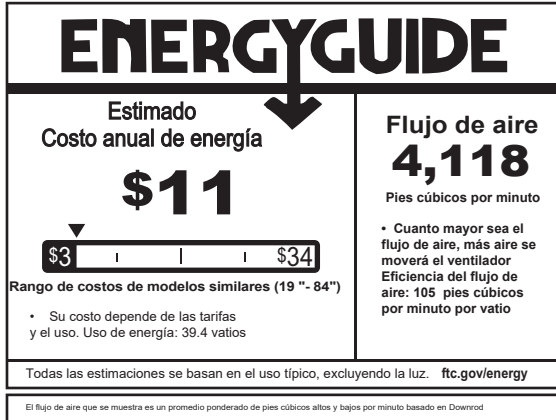 ENERGYGUIDE
Estimado
Costo anual de energía
$11
$3
$34
Rango de costos de modelos similares (19 "- 84")
• Su costo depende de las tarifas
y el uso. Uso de energía: 39.4 vatios
Flujo de aire
4,118
Pies cúbicos por minuto
• Cuanto mayor sea el
flujo de aire, más aire se
moverá el ventilador
Eficiencia del flujo de
aire: 105 pies cúbicos
por minuto por vatio
Todas las estimaciones se basan en el uso típico, excluyendo la luz. ftc.gov/energy
El flujo de aire que se muestra es un promedio ponderado de pies cúbicos altos y bajos por minuto basado en Downrod